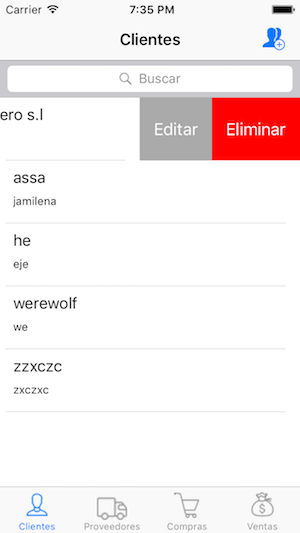 Carrier 7:35 PM
Clientes
Buscar
ero s.l
Editar Eliminar
assa
jamilena
he
eje
werewolf
we
zzxczc
zxczxc
Clientes Proveedores Compras Ventas